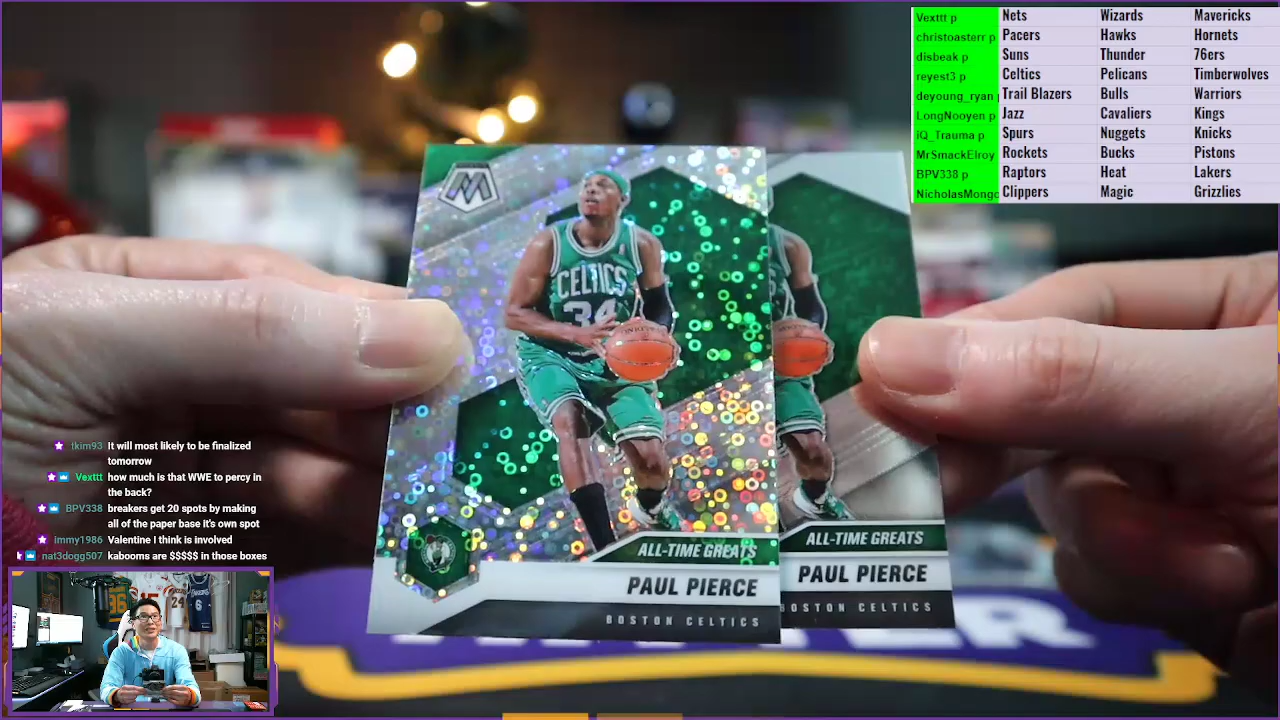 Vexttt p Nets Wizards Mavericks
christoasterr p Pacers Hawks Hornets
disbeak p Suns Thunder 76ers
reyest3 p Celtics Pelicans Timberwolves
deyoung_ryan Trail Blazers Bulls Warriors
LongNooyen p Jazz Cavaliers Kings
iQ_Trauma p Spurs Nuggets Knicks
MrSmackElroy Rockets Bucks Pistons
BPV338 p Raptors Heat Lakers
NicholasMongo Clippers Magic Grizzlies
M
CELTICS
34
ALL-TIME GREATS
PAUL PIERCE
BOSTON CELTICS
ALL-TIME GREATS
PAUL PIERCE
BOSTON CELTICS
tkim93 It will most likely to be finalized
tomorrow
Vexttt how much is that WWE to percy in
the back?
BPV338 breakers get 20 spots by making
all of the paper base it's own spot
immy1986 Valentine I think is involved
nat3dogg507 kabooms are $$$$$ in those boxes